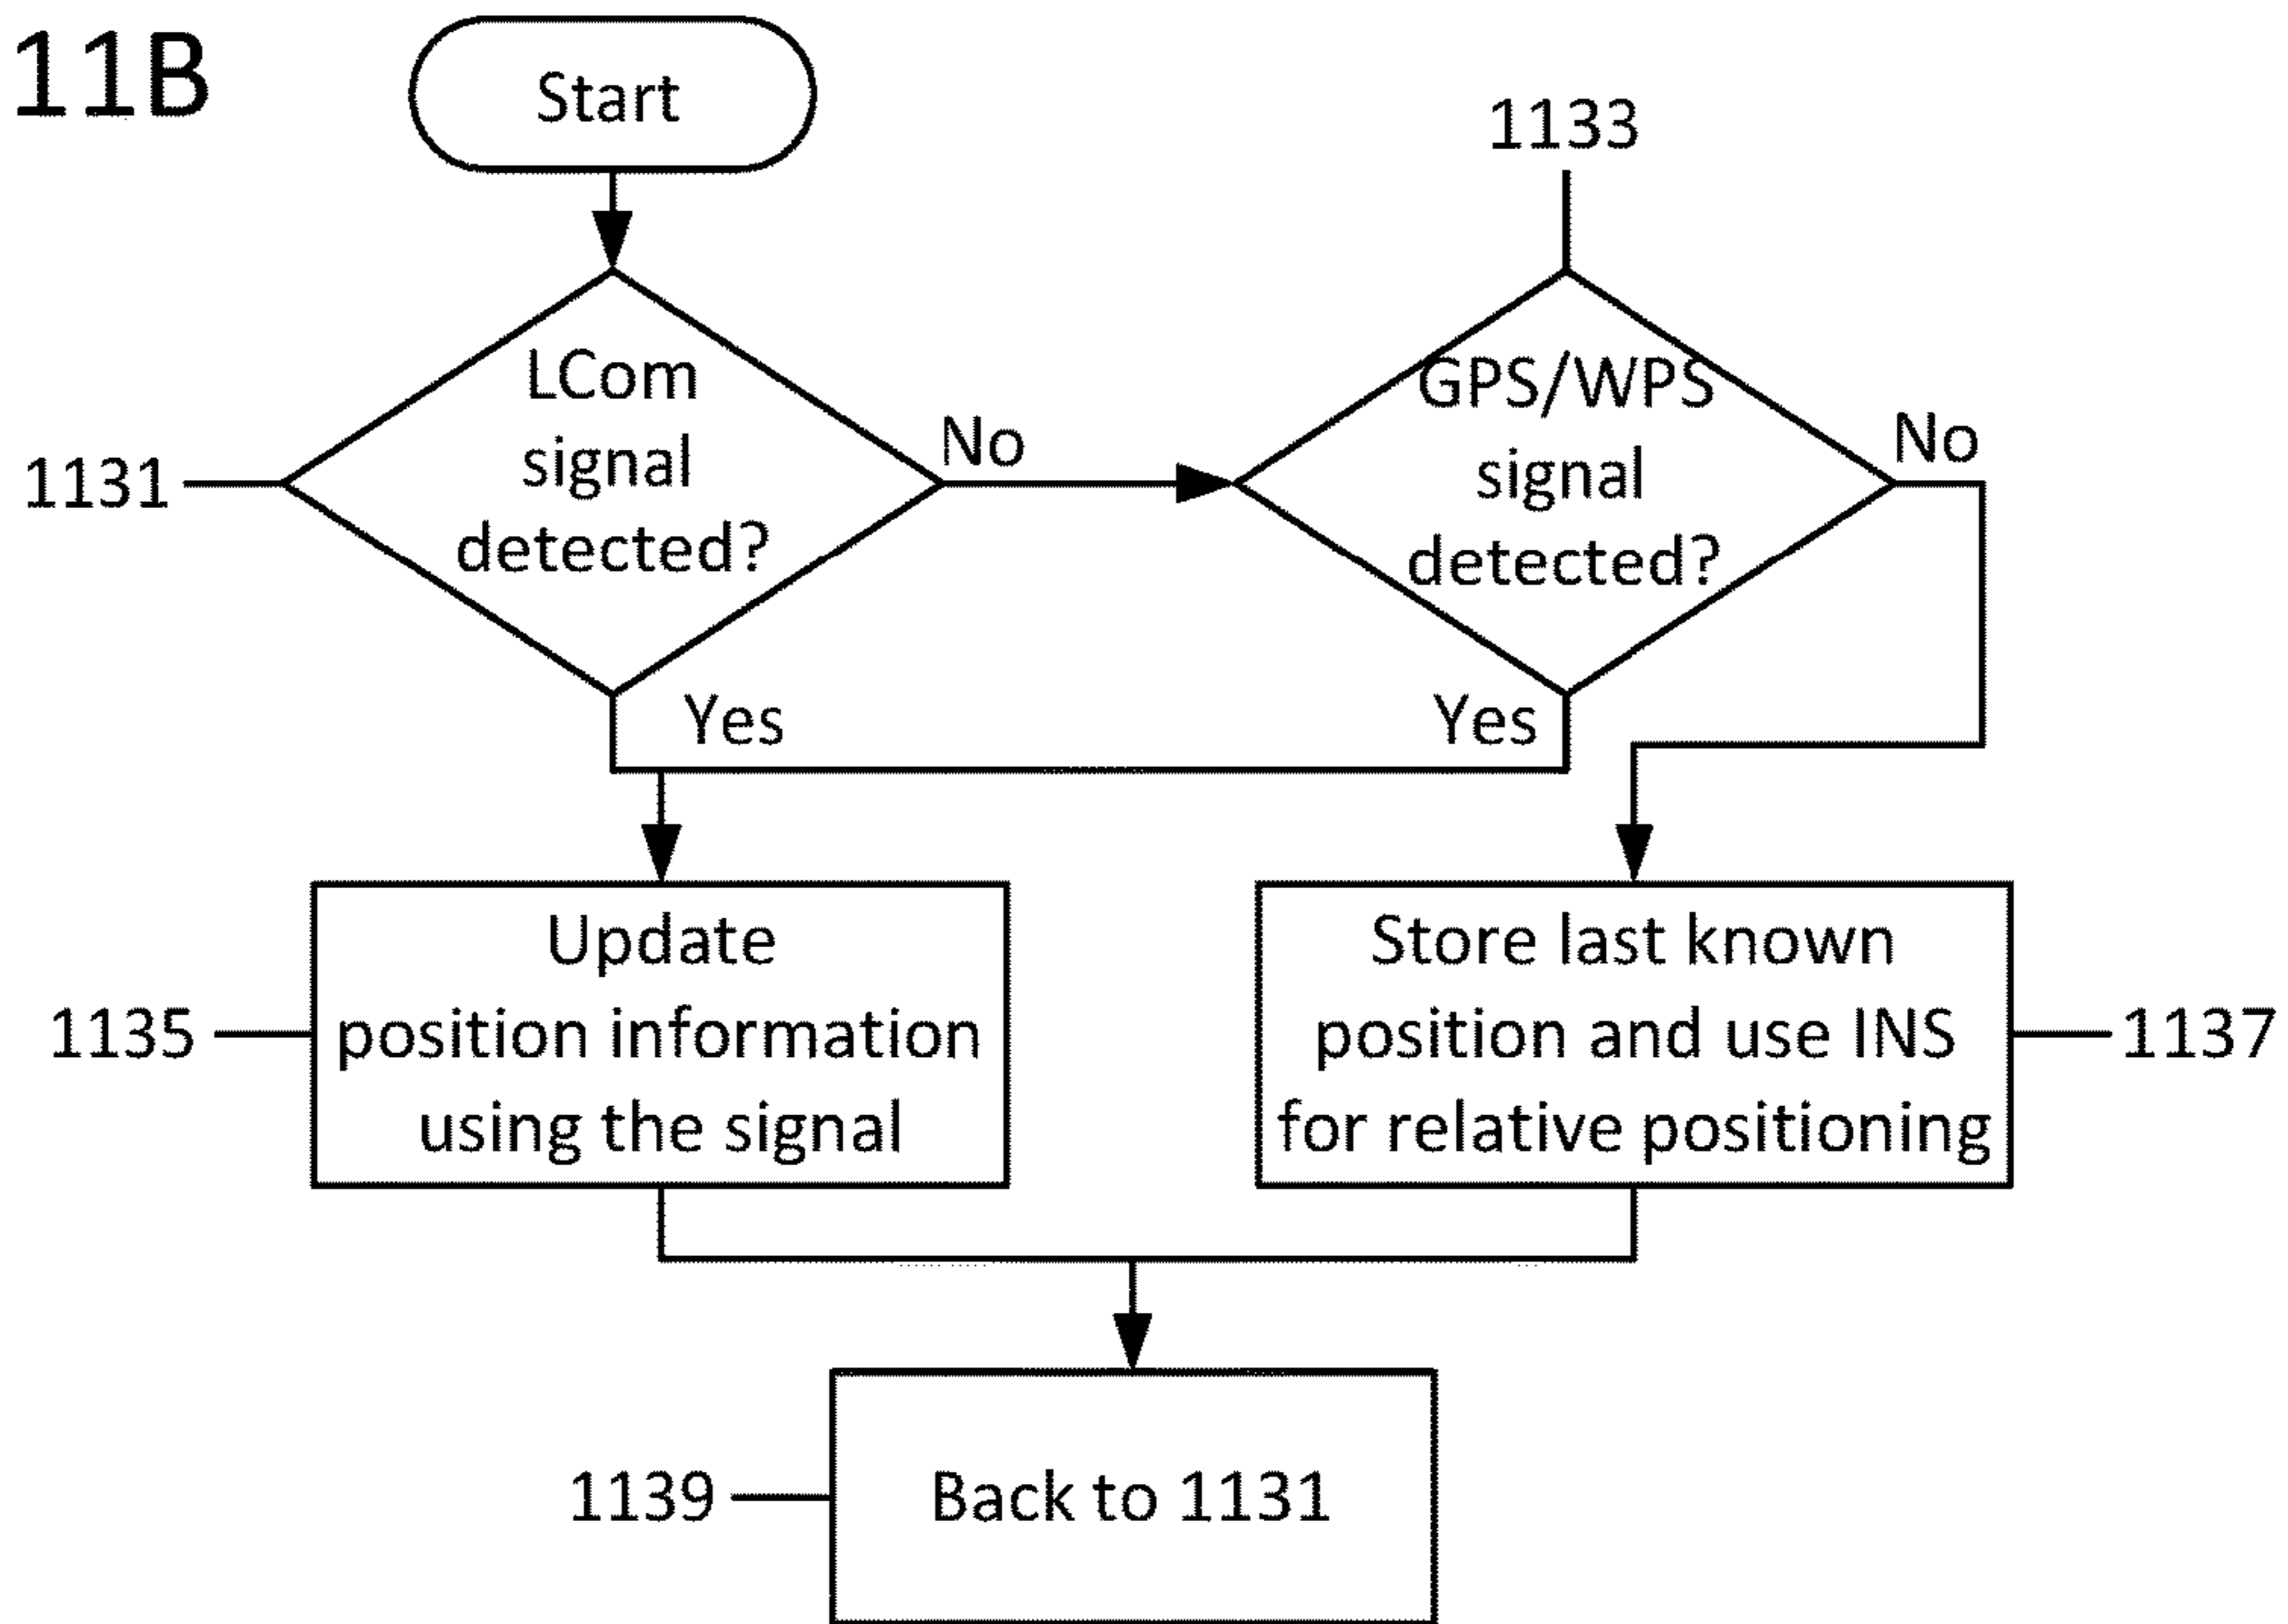 11B
Start
1133
LCom
signal
detected?
1131
No
GPS/WPS
signal
detected?
No
Yes
Yes
Update
position information
using the signal
1135
Store last known
position and use INS
for relative positioning
1137
1139
Back to 1131